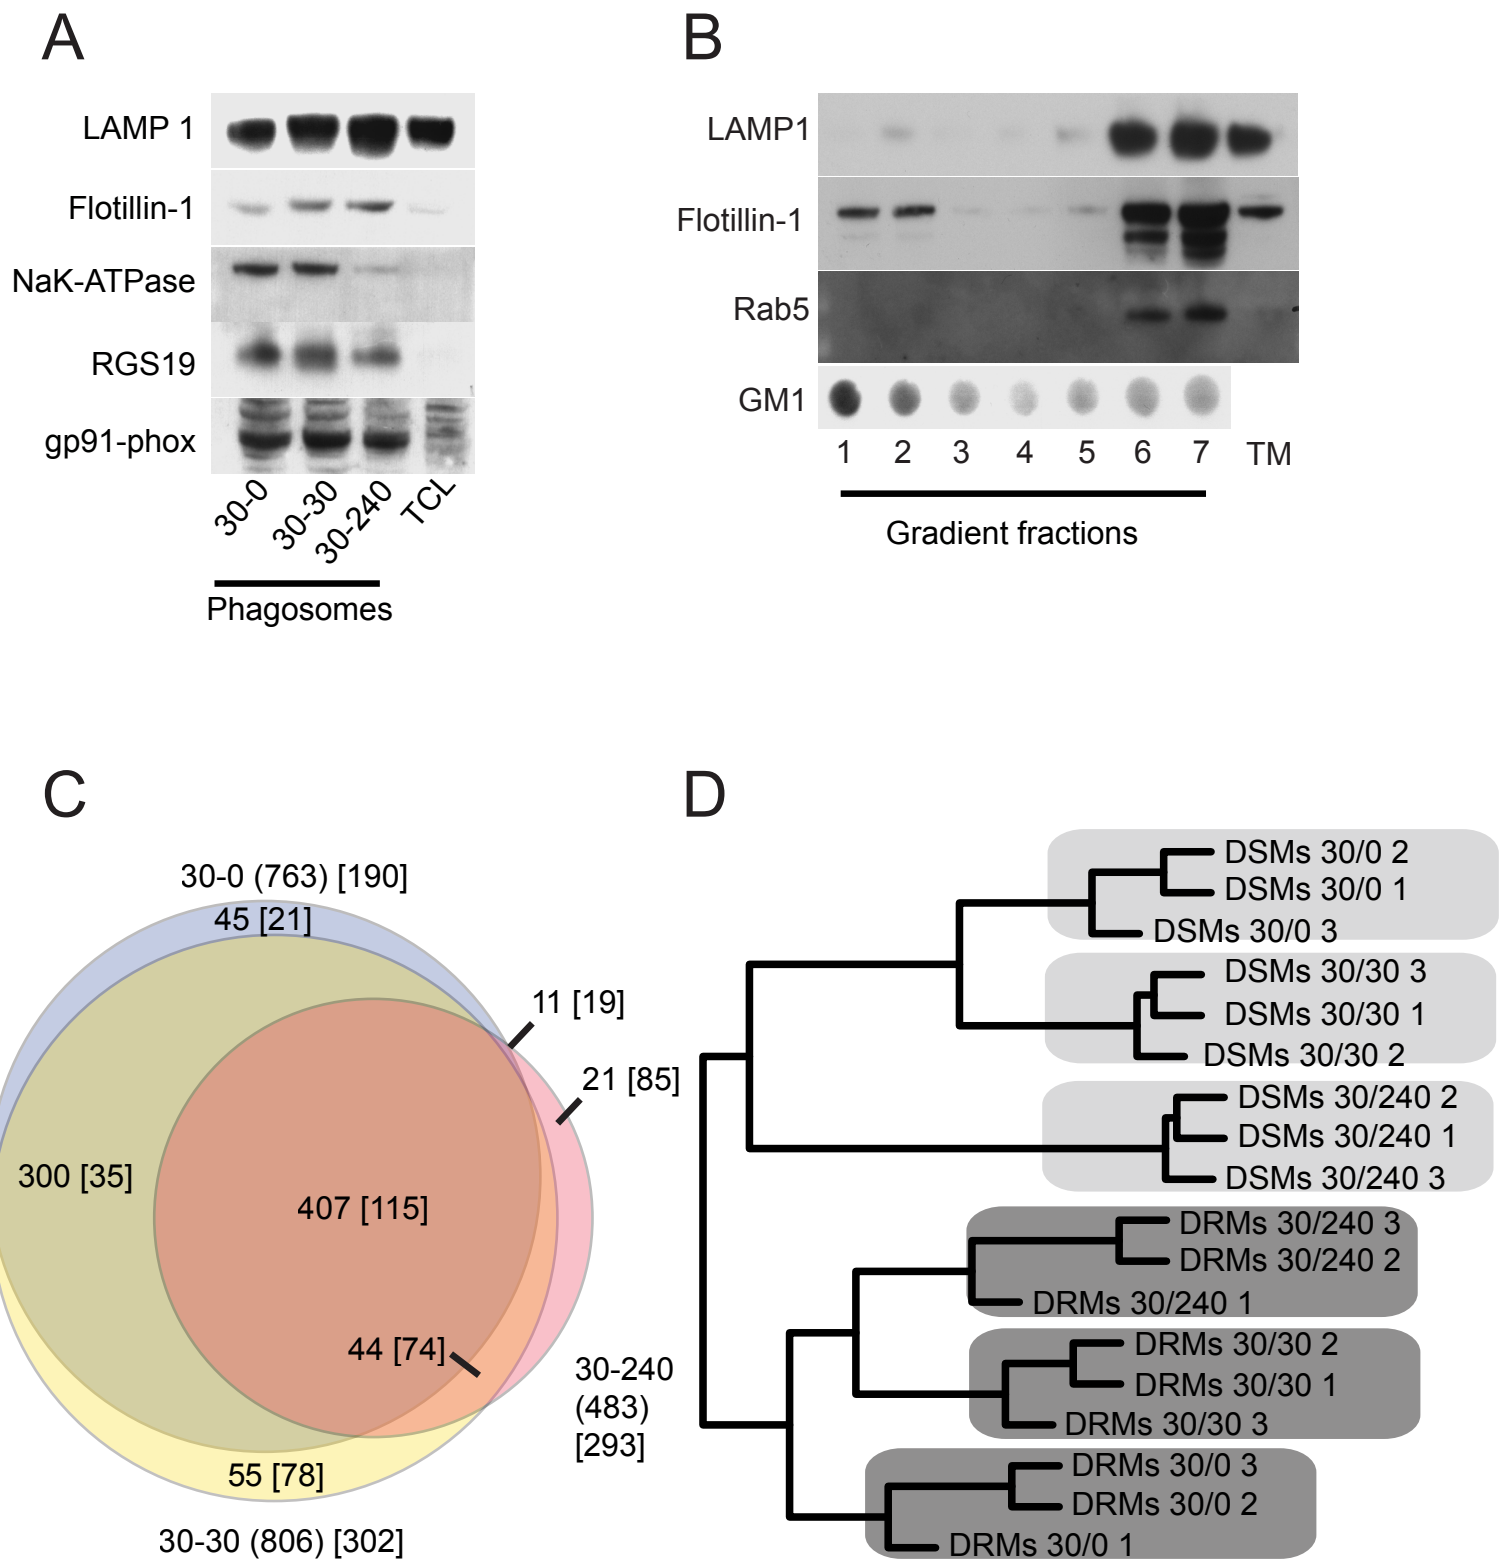 A
LAMP 1
Flotillin-1
NaK-ATPase
RGS19
gp91-phox
30-0
30-30
30-240
TCL
Phagosomes
B
LAMP1
Flotillin-1
Rab5
GM1
1 2 3 4 5 6 7 TM
Gradient fractions
C
30-0 (763) [190]
45 [21]
11 [19]
21 [85]
300 [35]
407 [115]
44 [74]
30-240
(483)
[293]
55 [78]
30-30 (806) [302]
D
DSMs 30/0 2
DSMs 30/0 1
DSMs 30/0 3
DSMs 30/30 3
DSMs 30/30 1
DSMs 30/30 2
DSMs 30/240 2
DSMs 30/240 1
DSMs 30/240 3
DRMs 30/240 3
DRMs 30/240 2
DRMs 30/240 1
DRMs 30/30 2
DRMs 30/30 1
DRMs 30/30 3
DRMs 30/0 3
DRMs 30/0 2
DRMs 30/0 1